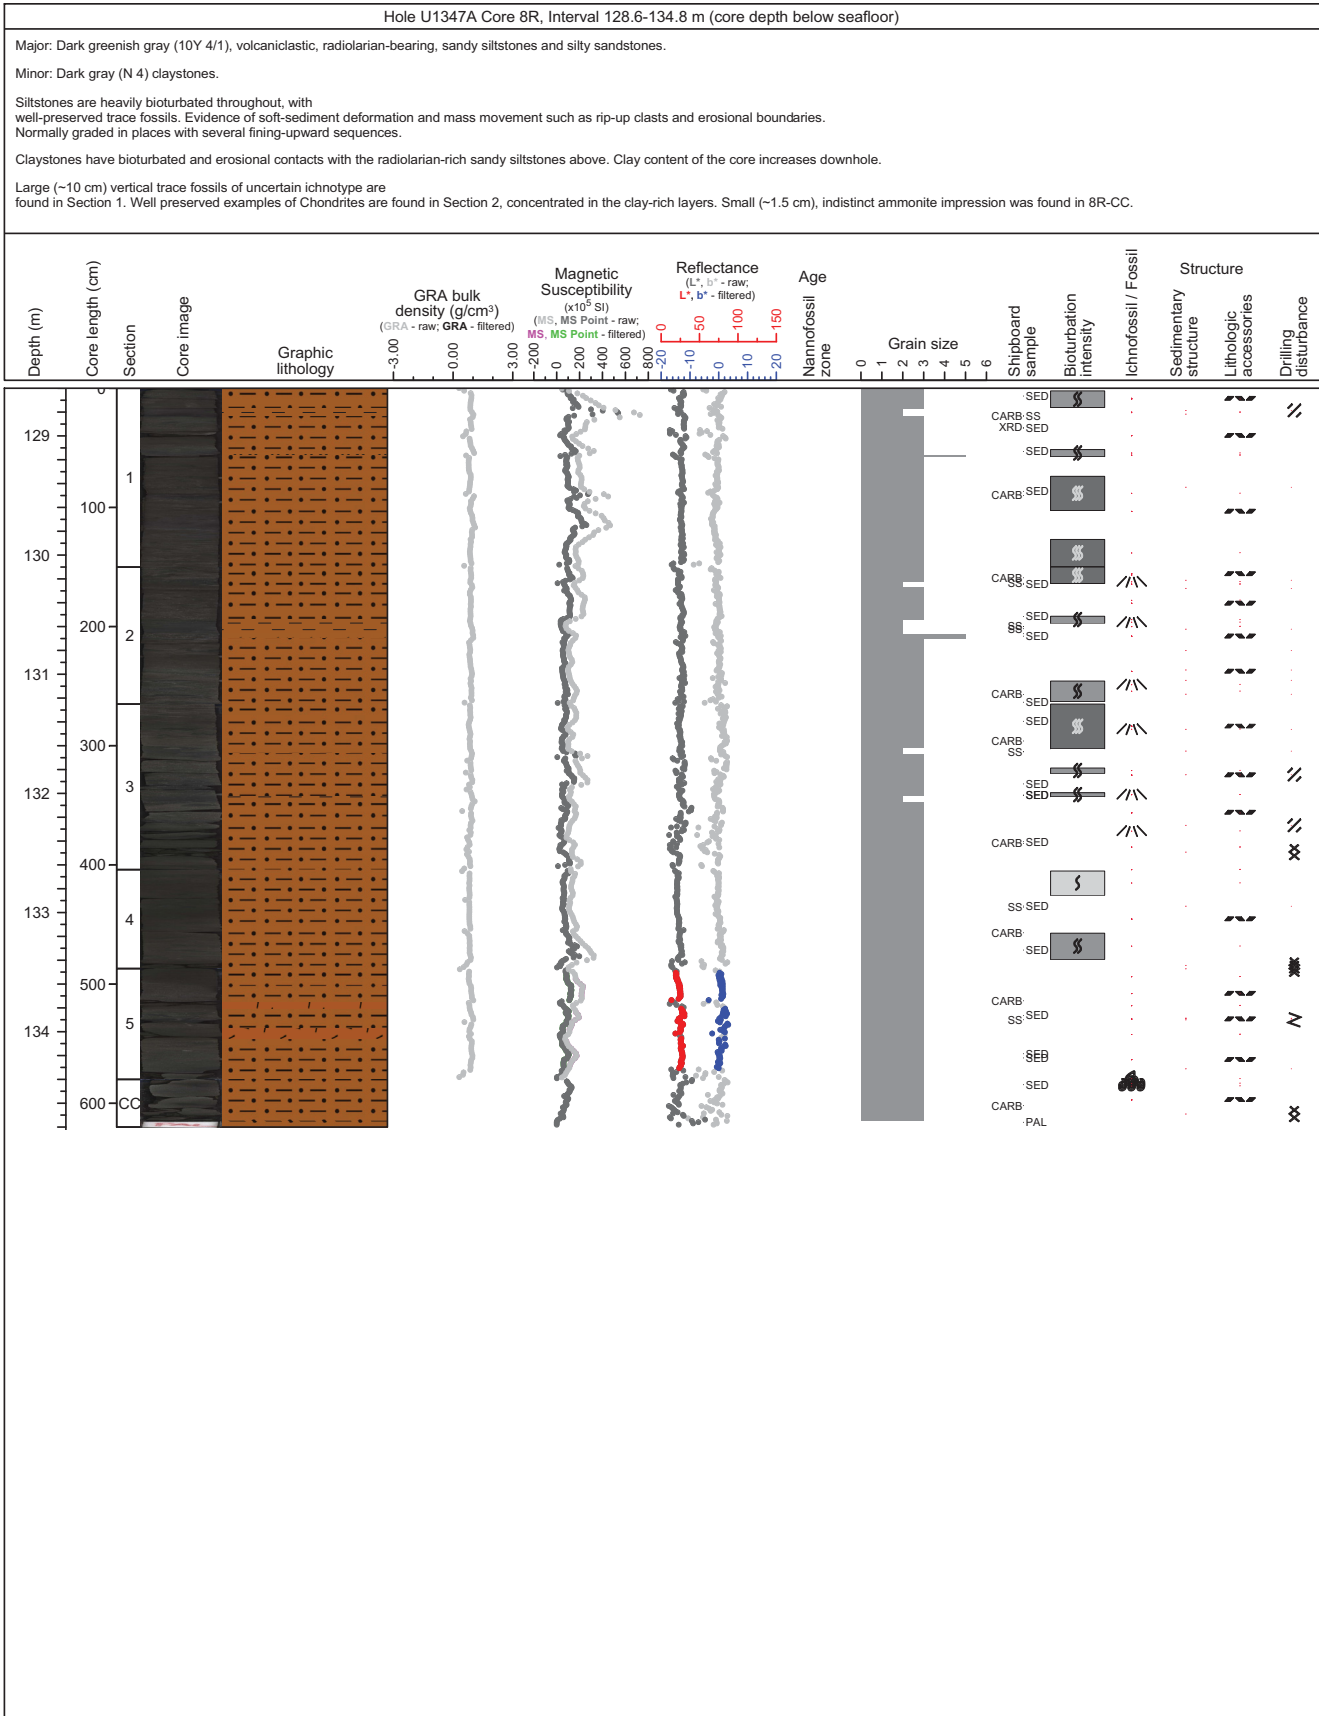 Hole U1347A Core 8R, Interval 128.6-134.8 m (core depth below seafloor)
Major: Dark greenish gray (10Y 4/1), volcaniclastic, radiolarian-bearing, sandy siltstones and silty sandstones.
Minor: Dark gray (N 4) claystones.
Siltstones are heavily bioturbated throughout, with
well-preserved trace fossils. Evidence of soft-sediment deformation and mass movement such as rip-up clasts and erosional boundaries.
Normally graded in places with several fining-upward sequences.
Claystones have bioturbated and erosional contacts with the radiolarian-rich sandy siltstones above. Clay content of the core increases downhole.
Large (~10 cm) vertical trace fossils of uncertain ichnotype are
found in Section 1. Well preserved examples of Chondrites are found in Section 2, concentrated in the clay-rich layers. Small (~1.5 cm), indistinct ammonite impression was found in 8R-CC.
Depth (m)
Core length (cm)
Section
Core image
Graphic
lithology
GRA bulk
density (g/cm³)
(GRA - raw; GRA - filtered)
-3.00
0.00
3.00
Magnetic
Susceptibility
(x10⁵ SI)
(MS, MS Point - raw;
MS, MS Point - filtered)
-200
0
200
400
600
800
Reflectance
(L*, b* - raw;
L*, b* - filtered)
0
50
100
150
-20
-10
0
10
20
Age
Nannofossil
zone
Grain size
0
1
2
3
4
5
6
Shipboard
sample
Bioturbation
intensity
Ichnofossil / Fossil
Structure
Sedimentary
structure
Lithologic
accessories
Drilling
disturbance
129
130
131
132
133
134
0
100
200
300
400
500
600
1
2
3
4
5
CC
SED
CARB SS
XRD SED
SED
CARB SED
CARB
SS SED
SED
SS
SS
SED
CARB
SED
SED
CARB
SS
SED
SED
CARB SED
SS SED
CARB
SED
CARB
SED
SS
SED
SED
SED
CARB
PAL